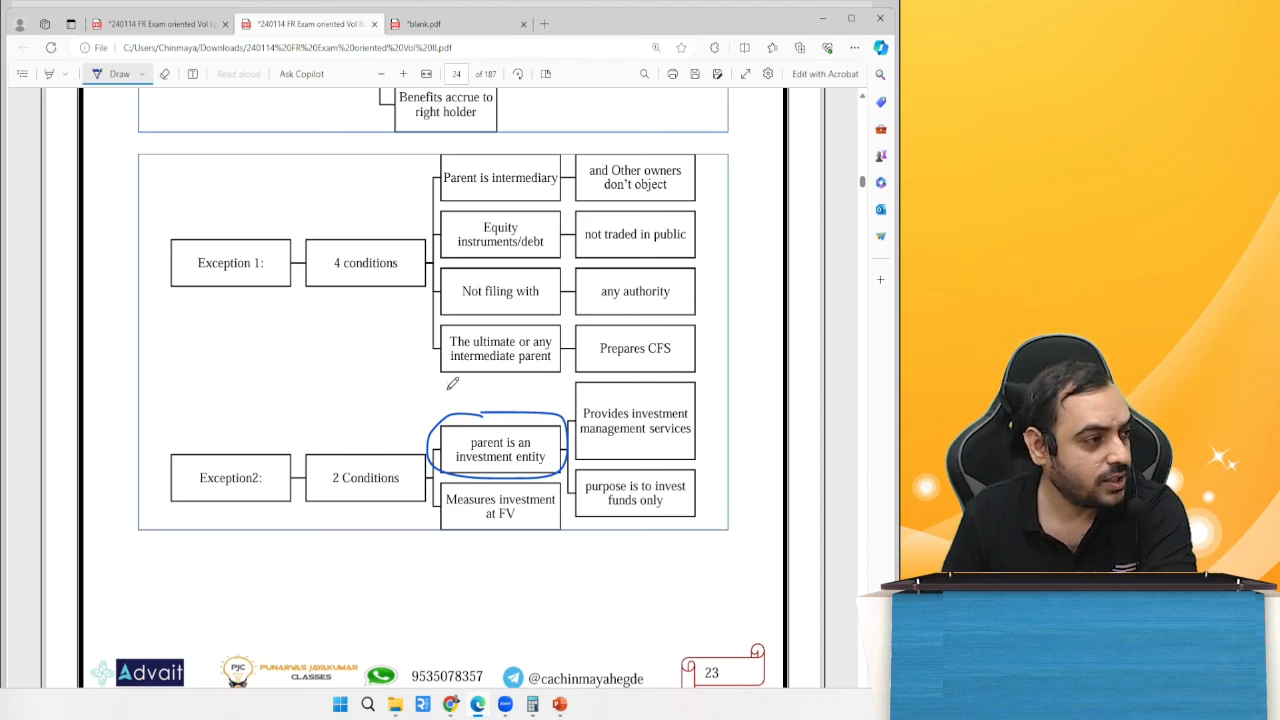 *240114 FR Exam oriented Vol I.p
*240114 FR Exam oriented Vol II.
*blank.pdf
File
C:/Users/Chinmaya/Downloads/240114%20FR%20Exam%20oriented%20Vol%20II.pdf
Draw
Read aloud
Ask Copilot
24
of 187
Edit with Acrobat
Benefits accrue to
right holder
Exception 1:
4 conditions
Parent is intermediary
and Other owners
don't object
Equity
instruments/debt
not traded in public
Not filing with
any authority
The ultimate or any
intermediate parent
Prepares CFS
Exception2:
2 Conditions
parent is an
investment entity
Provides investment
management services
purpose is to invest
funds only
Measures investment
at FV
Advait
PJC
PUNARVAS JAYAKUMAR
CLASSES
9535078357
@cachinmayahegde
23